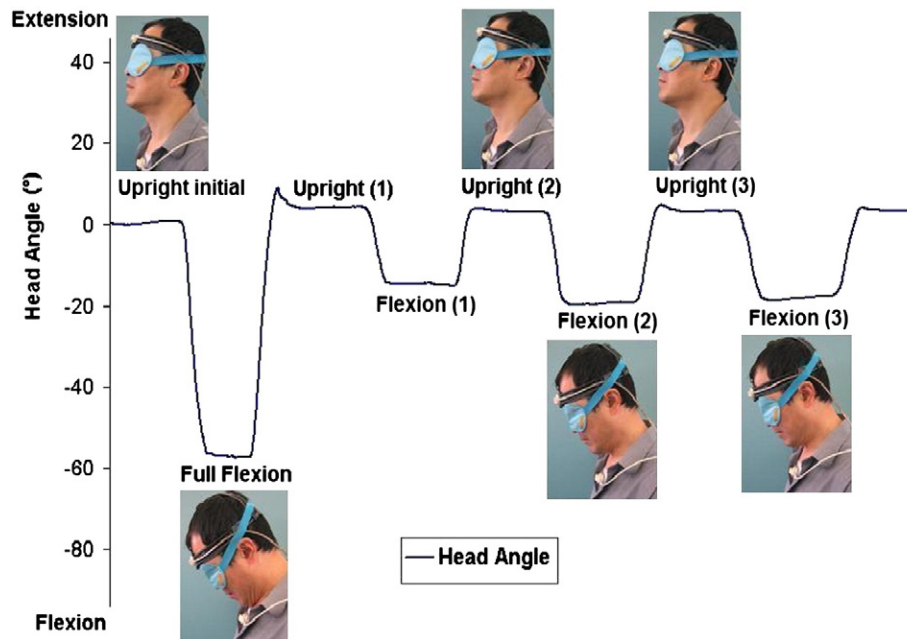 Extension
40
20
0
-20
-40
-60
-80
Flexion
Head Angle (°)
Upright initial
Upright (1)
Upright (2)
Upright (3)
Flexion (1)
Flexion (2)
Flexion (3)
Full Flexion
Head Angle